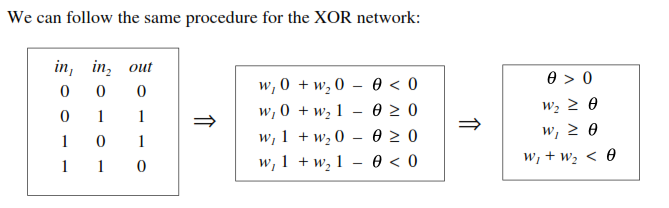 We can follow the same procedure for the XOR network:
in₁ in₂ out
0 0 0
0 1 1
1 0 1
1 1 0
⇒
w₁ 0 + w₂ 0 – θ < 0
w₁ 0 + w₂ 1 – θ ≥ 0
w₁ 1 + w₂ 0 – θ ≥ 0
w₁ 1 + w₂ 1 – θ < 0
⇒
θ > 0
w₂ ≥ θ
w₁ ≥ θ
w₁ + w₂ < θ